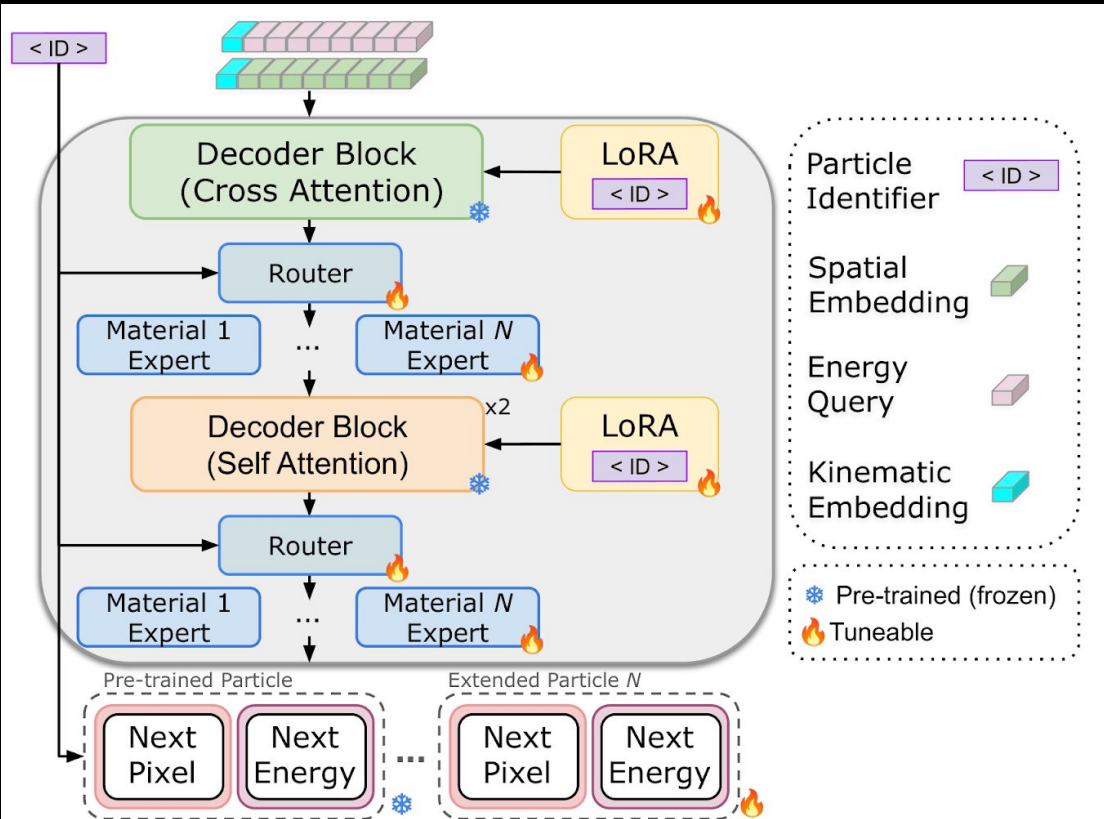 < ID >
Decoder Block
(Cross Attention)
LoRA
< ID >
Router
Material 1
Expert
...
Material N
Expert
Decoder Block
(Self Attention)
x2
LoRA
< ID >
Router
Material 1
Expert
...
Material N
Expert
Pre-trained Particle
Next
Pixel
Next
Energy
...
Extended Particle N
Next
Pixel
Next
Energy
Particle
Identifier
< ID >
Spatial
Embedding
Energy
Query
Kinematic
Embedding
Pre-trained (frozen)
Tuneable